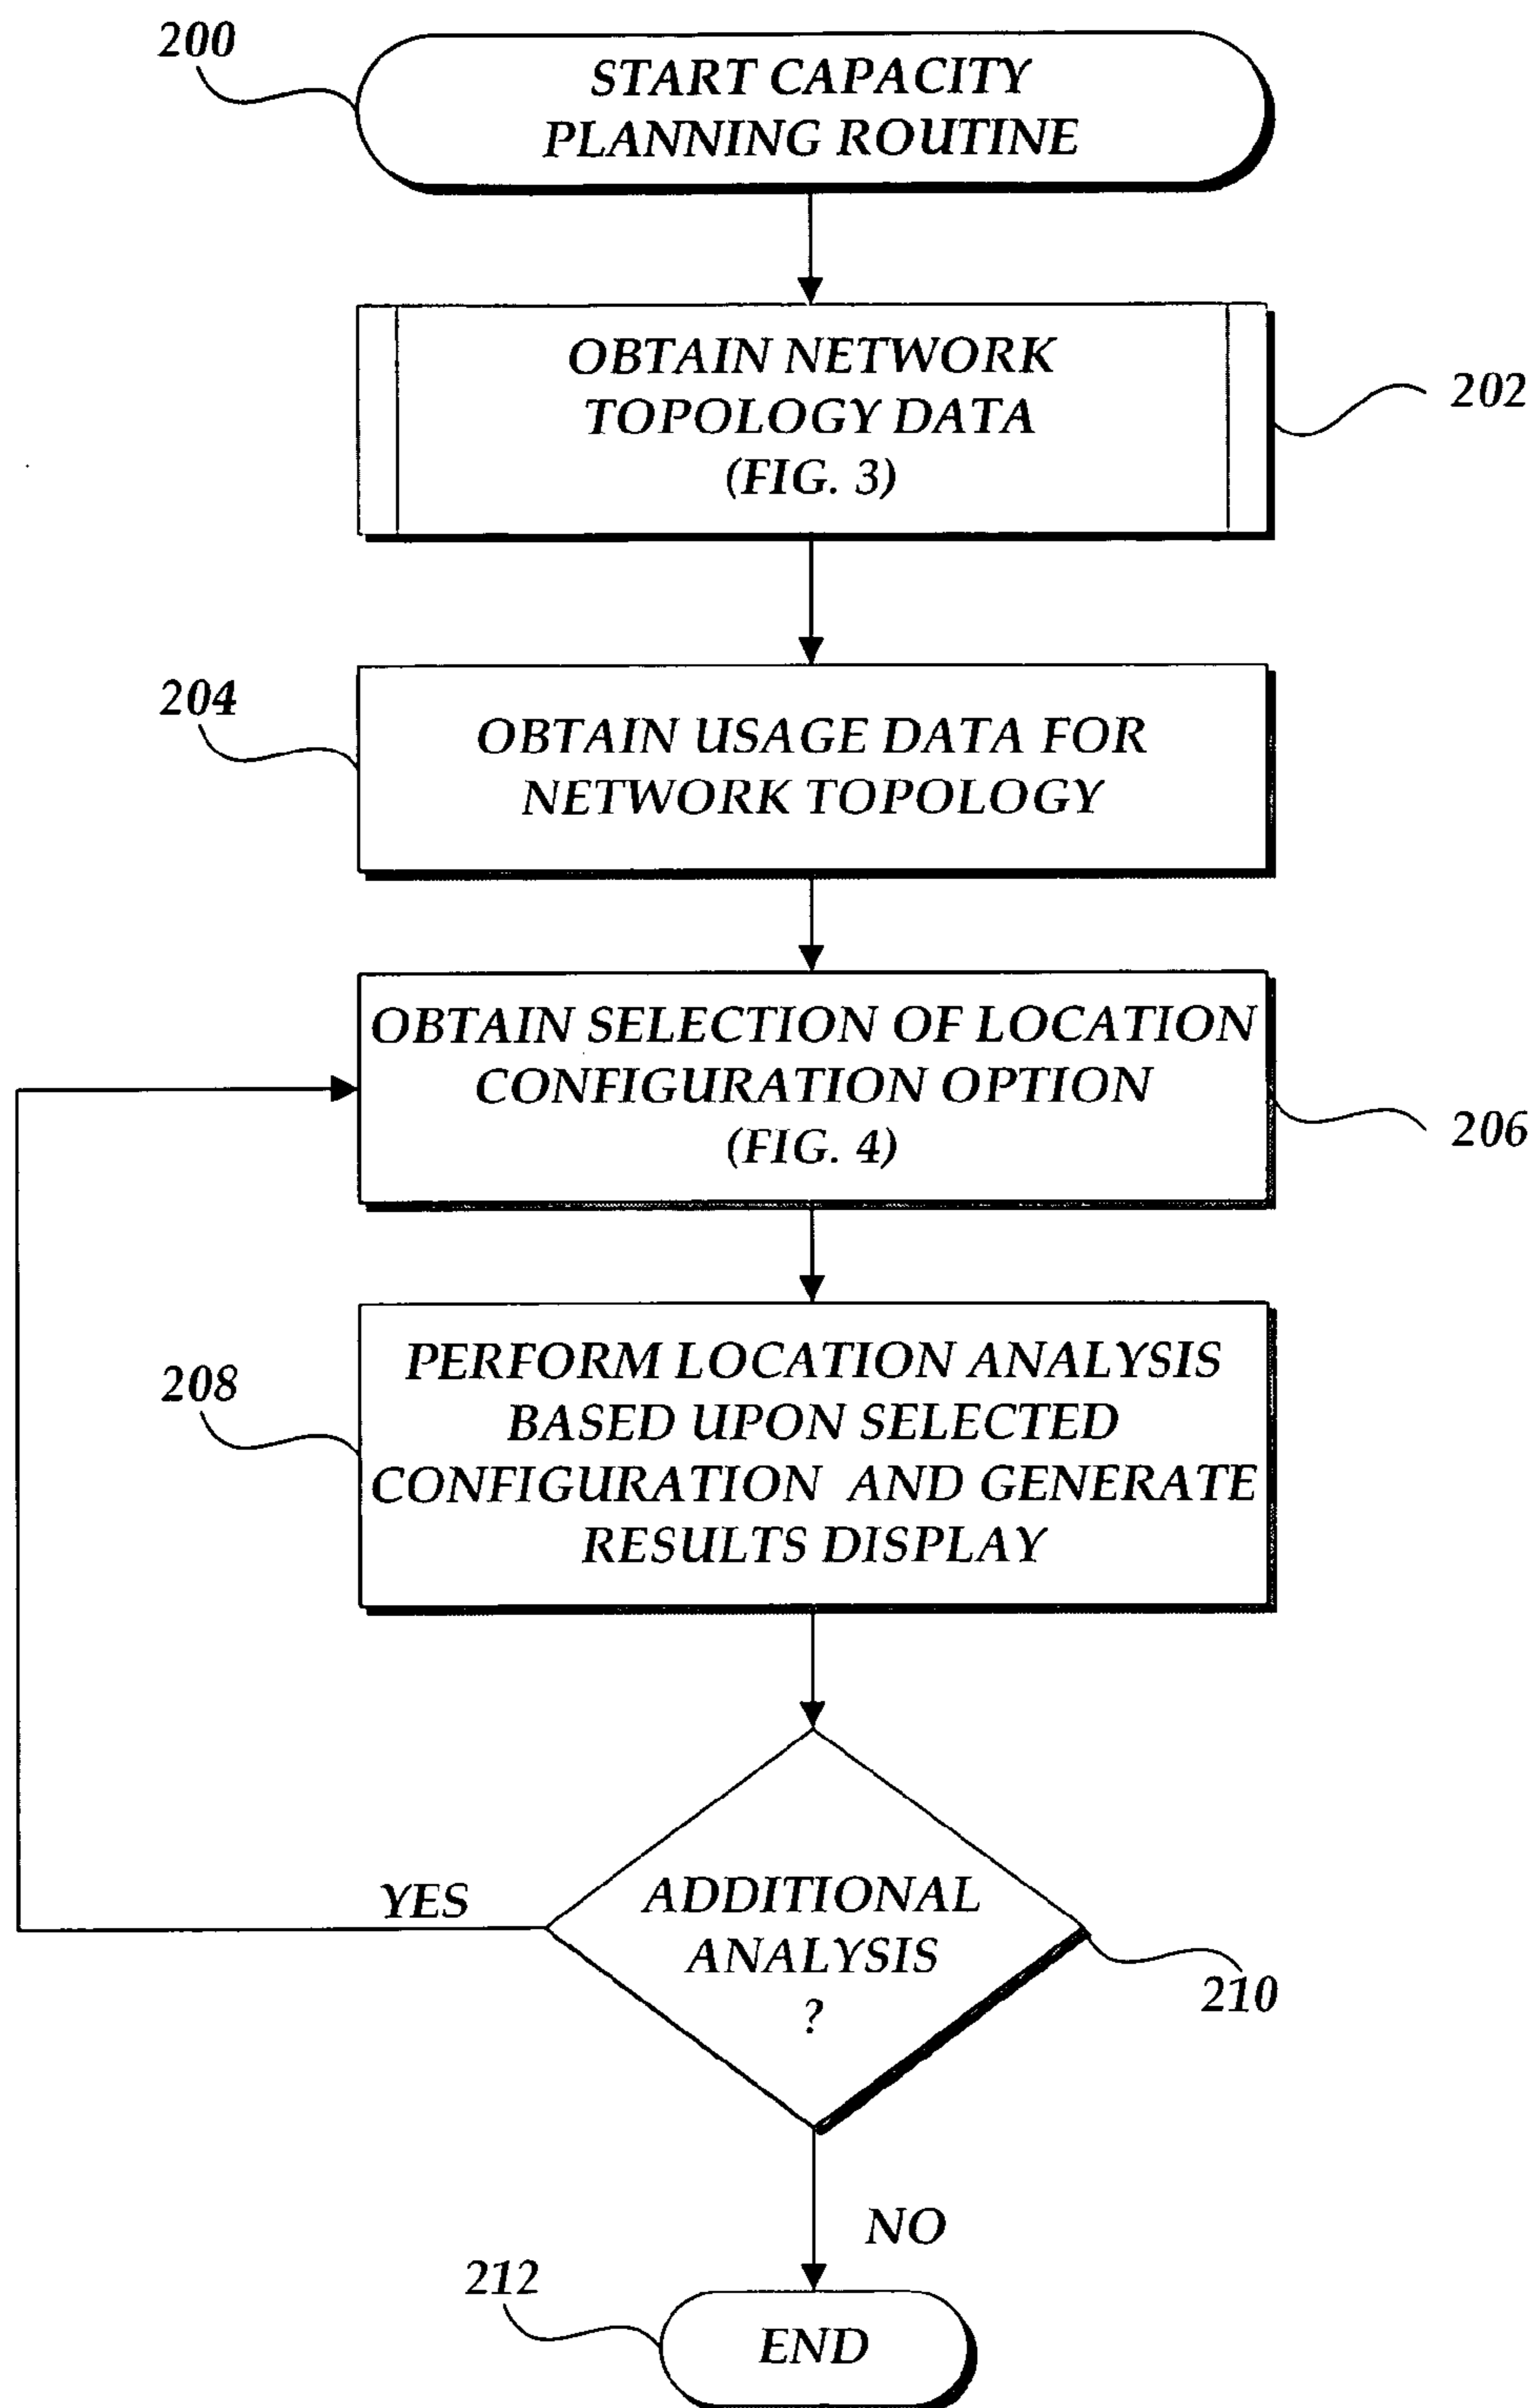 200
START CAPACITY
PLANNING ROUTINE
OBTAIN NETWORK
TOPOLOGY DATA
(FIG. 3)
202
204
OBTAIN USAGE DATA FOR
NETWORK TOPOLOGY
OBTAIN SELECTION OF LOCATION
CONFIGURATION OPTION
(FIG. 4)
206
208
PERFORM LOCATION ANALYSIS
BASED UPON SELECTED
CONFIGURATION AND GENERATE
RESULTS DISPLAY
YES
ADDITIONAL
ANALYSIS
?
210
NO
212
END